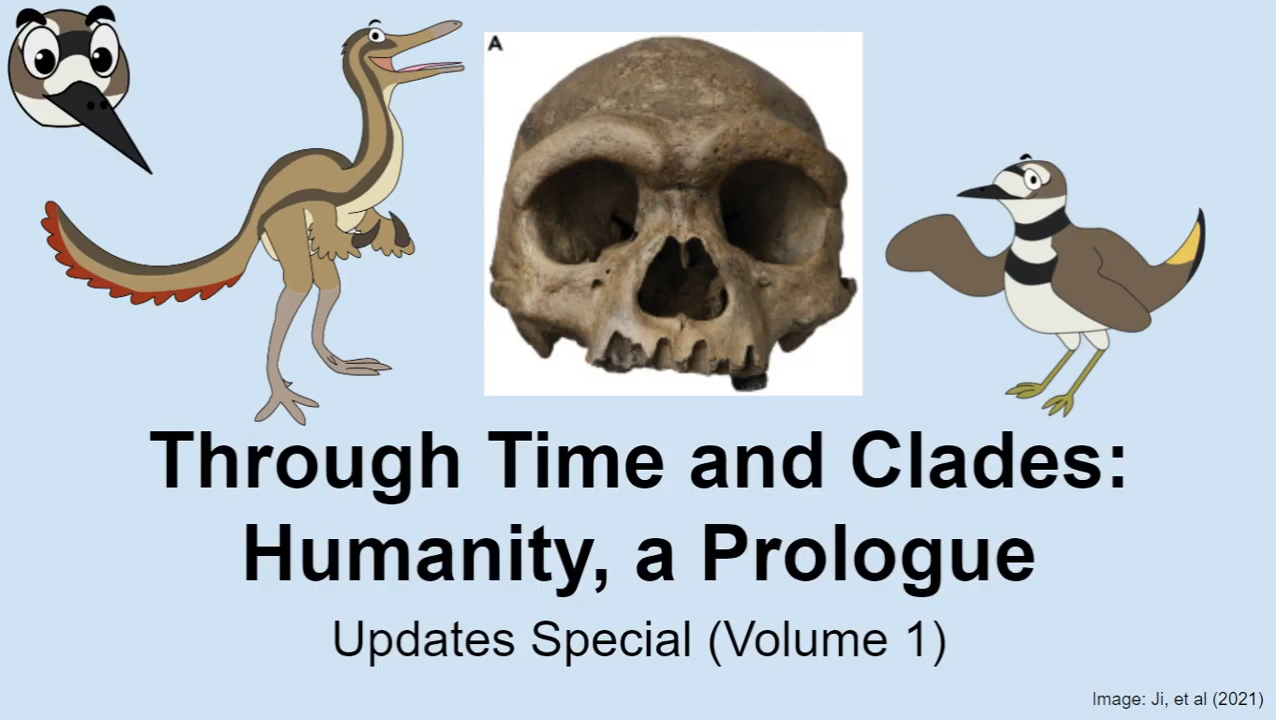 A
Through Time and Clades:
Humanity, a Prologue
Updates Special (Volume 1)
Image: Ji, et al (2021)